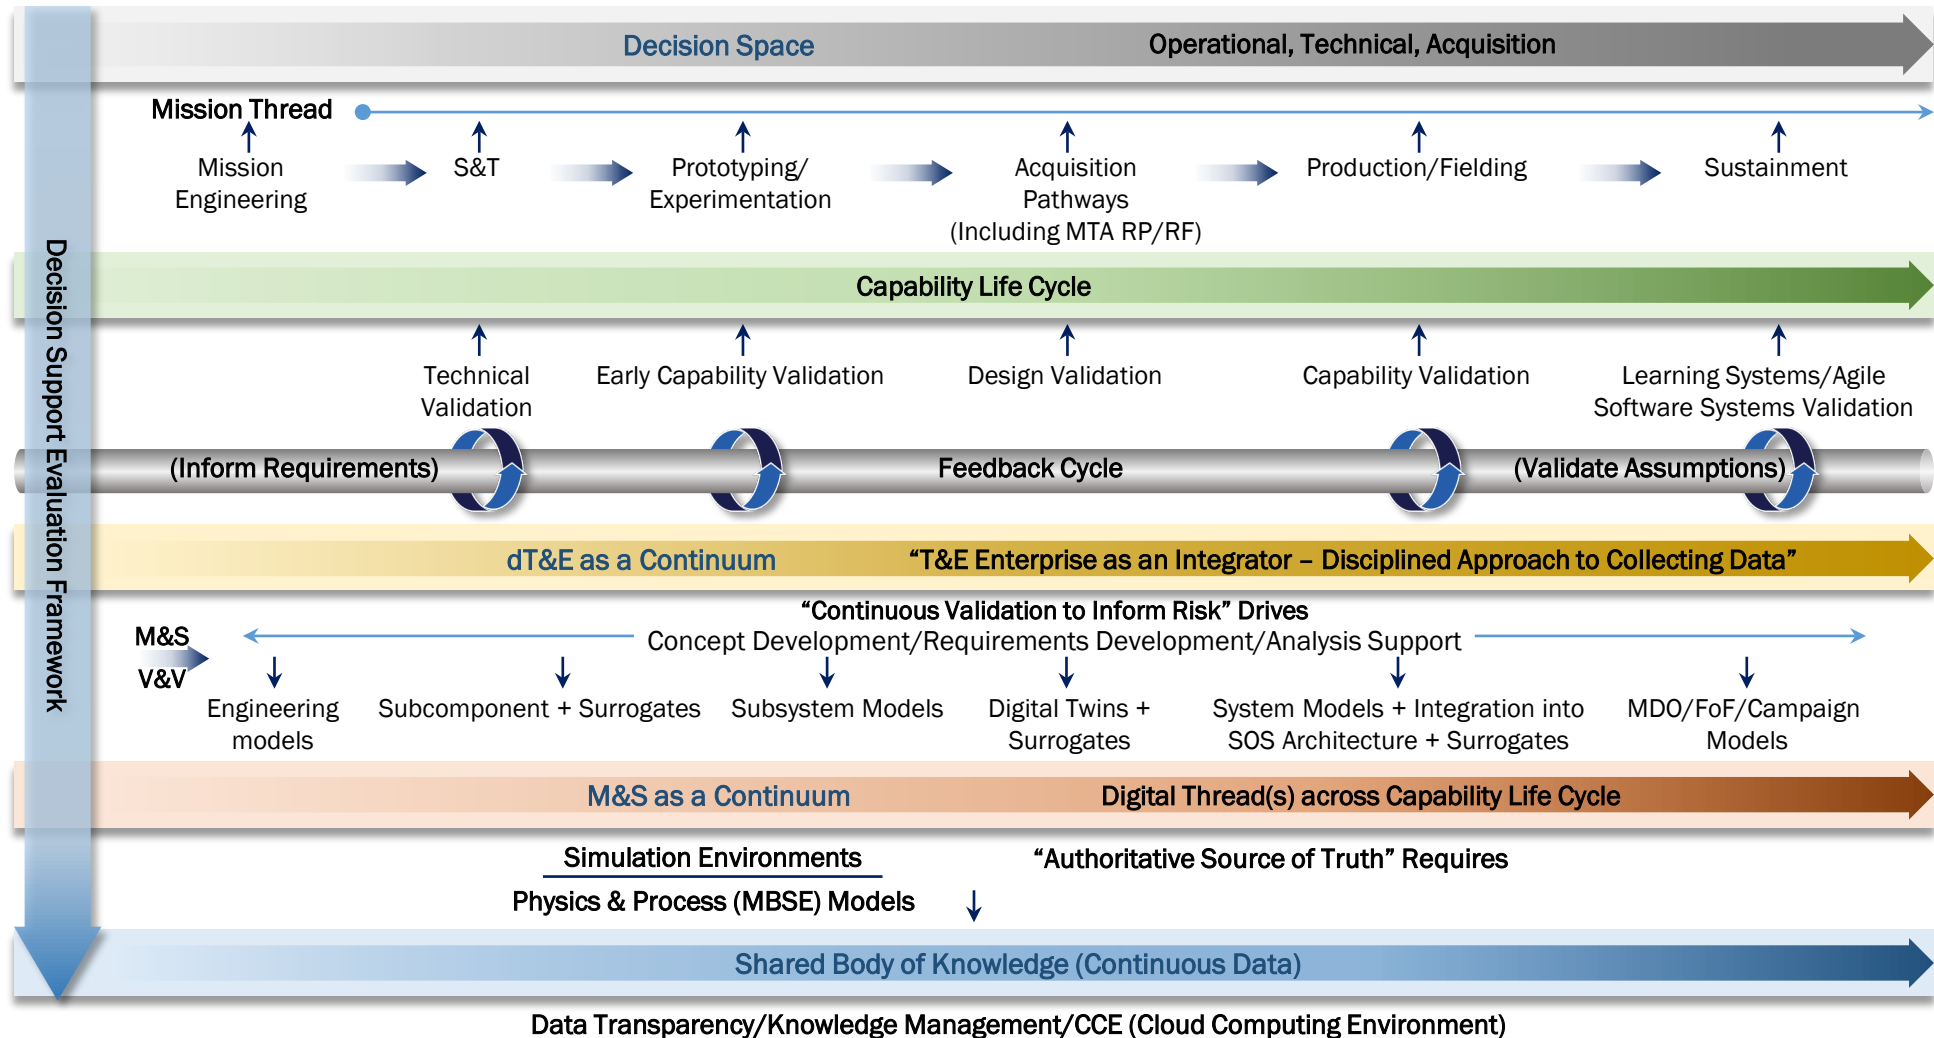 Decision Space
Operational, Technical, Acquisition
Mission Thread
Mission
Engineering
S&T
Prototyping/
Experimentation
Acquisition
Pathways
(Including MTA RP/RF)
Production/Fielding
Sustainment
Decision Support Evaluation Framework
Capability Life Cycle
Technical
Validation
Early Capability Validation
Design Validation
Capability Validation
Learning Systems/Agile
Software Systems Validation
(Inform Requirements)
Feedback Cycle
(Validate Assumptions)
dT&E as a Continuum
“T&E Enterprise as an Integrator – Disciplined Approach to Collecting Data”
“Continuous Validation to Inform Risk” Drives
Concept Development/Requirements Development/Analysis Support
M&S
V&V
Engineering
models
Subcomponent + Surrogates
Subsystem Models
Digital Twins +
Surrogates
System Models + Integration into
SOS Architecture + Surrogates
MDO/FoF/Campaign
Models
M&S as a Continuum
Digital Thread(s) across Capability Life Cycle
Simulation Environments
Physics & Process (MBSE) Models
“Authoritative Source of Truth” Requires
Shared Body of Knowledge (Continuous Data)
Data Transparency/Knowledge Management/CCE (Cloud Computing Environment)